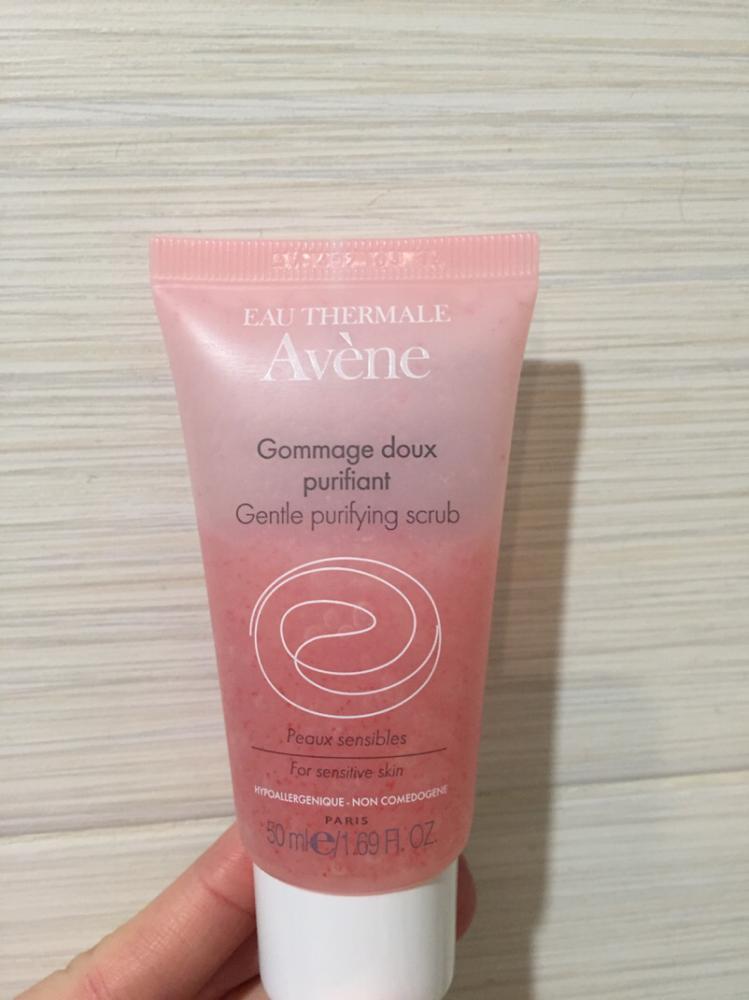 EAU THERMALE
Avène
Gommage doux
purifiant
Gentle purifying scrub
Peaux sensibles
For sensitive skin
HYPOALLERGENIQUE - NON COMEDOGENE
PARIS
50 ml e/1.69 Fl. OZ.